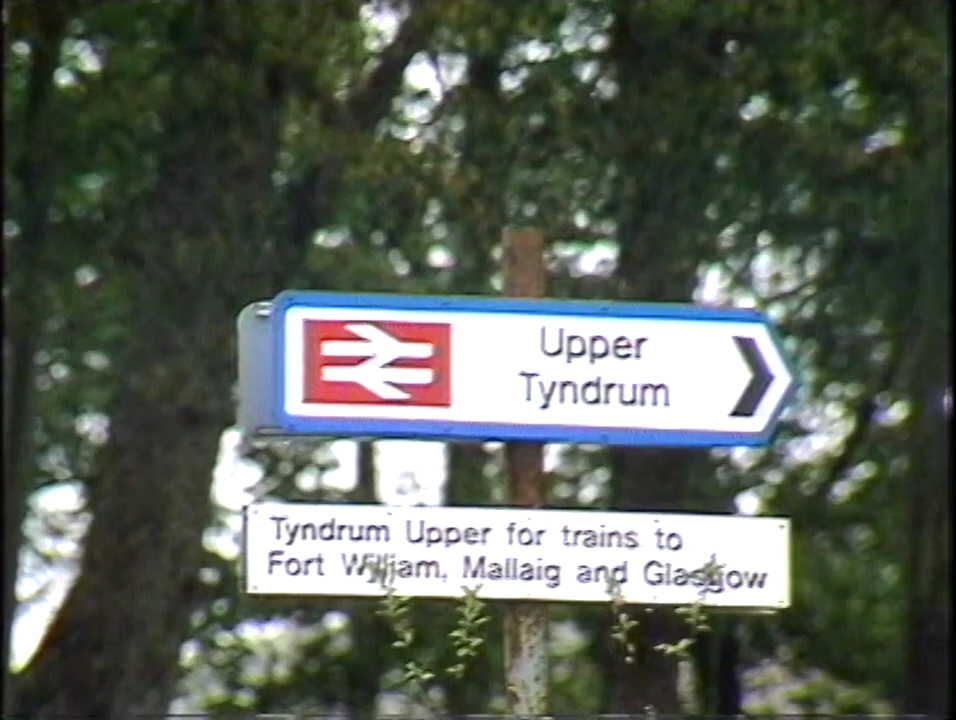 Upper
Tyndrum
Tyndrum Upper for trains to
Fort William, Mallaig and Glasgow